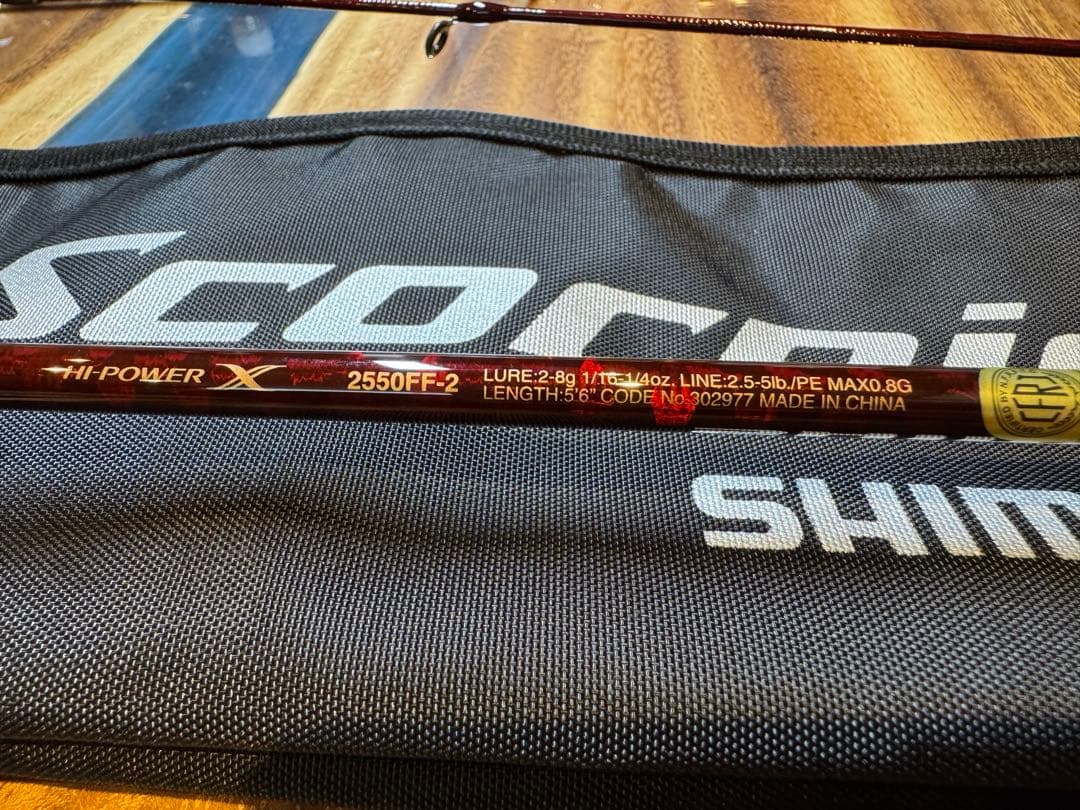 Scorpi
HI-POWER X 2550FF-2 LURE:2-8g 1/16-1/4oz. LINE:2.5-5lb./PE MAX0.8G
LENGTH:5'6" CODE No.302977 MADE IN CHINA
SHIM